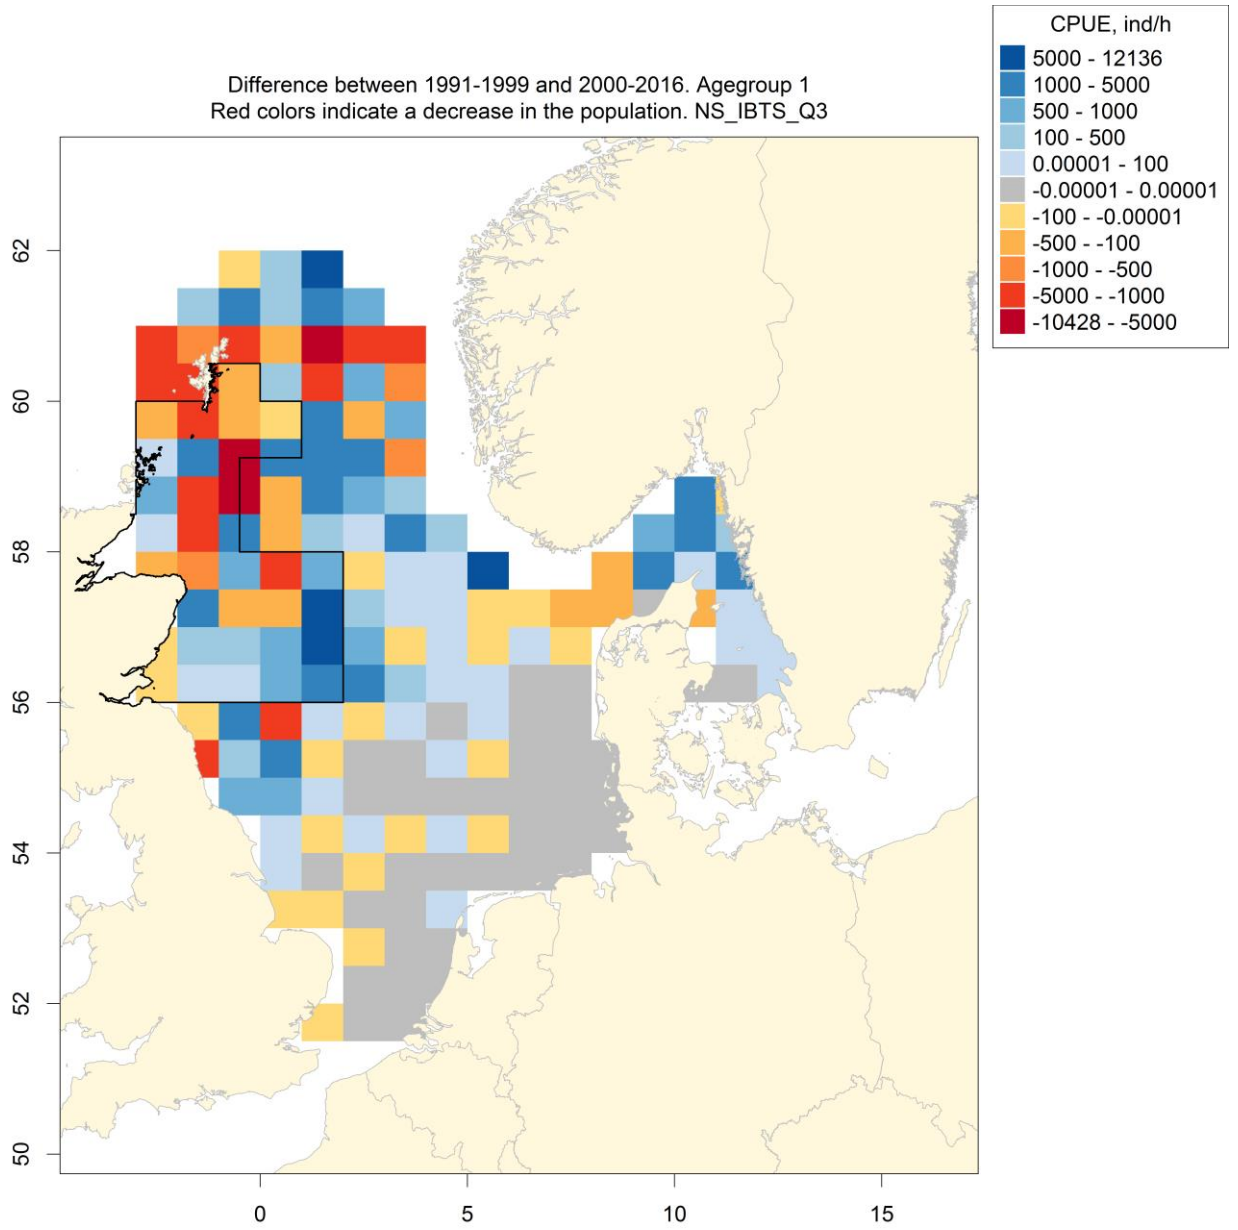 CPUE, ind/h
5000 - 12136
1000 - 5000
500 - 1000
100 - 500
0.00001 - 100
-0.00001 - 0.00001
-100 - -0.00001
-500 - -100
-1000 - -500
-5000 - -1000
-10428 - -5000
Difference between 1991-1999 and 2000-2016. Agegroup 1
Red colors indicate a decrease in the population. NS_IBTS_Q3
62
60
58
56
54
52
50
0 5 10 15